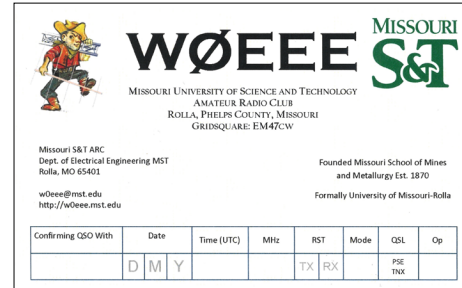 WØEEE
MISSOURI
S&T
MISSOURI UNIVERSITY OF SCIENCE AND TECHNOLOGY
AMATEUR RADIO CLUB
ROLLA, PHELPS COUNTY, MISSOURI
GRIDSQUARE: EM47CW
Missouri S&T ARC
Dept. of Electrical Engineering MST
Rolla, MO 65401
w0eee@mst.edu
http://w0eee.mst.edu
Founded Missouri School of Mines
and Metallurgy Est. 1870
Formally University of Missouri-Rolla
Confirming QSO With Date Time (UTC) MHz RST Mode QSL Op
D M Y TX RX PSE
TNX